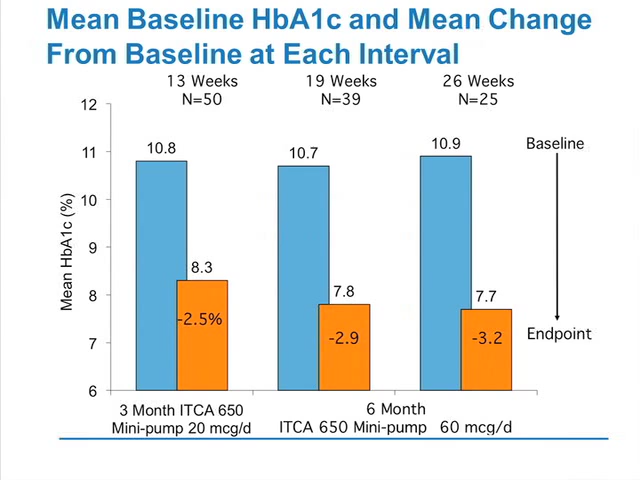 Mean Baseline HbA1c and Mean Change
From Baseline at Each Interval
13 Weeks
N=50
19 Weeks
N=39
26 Weeks
N=25
Mean HbA1c (%)
12
11
10
9
8
7
6
10.8
8.3
-2.5%
10.7
7.8
-2.9
10.9
7.7
-3.2
Baseline
Endpoint
3 Month ITCA 650
Mini-pump 20 mcg/d
6 Month
ITCA 650 Mini-pump 60 mcg/d